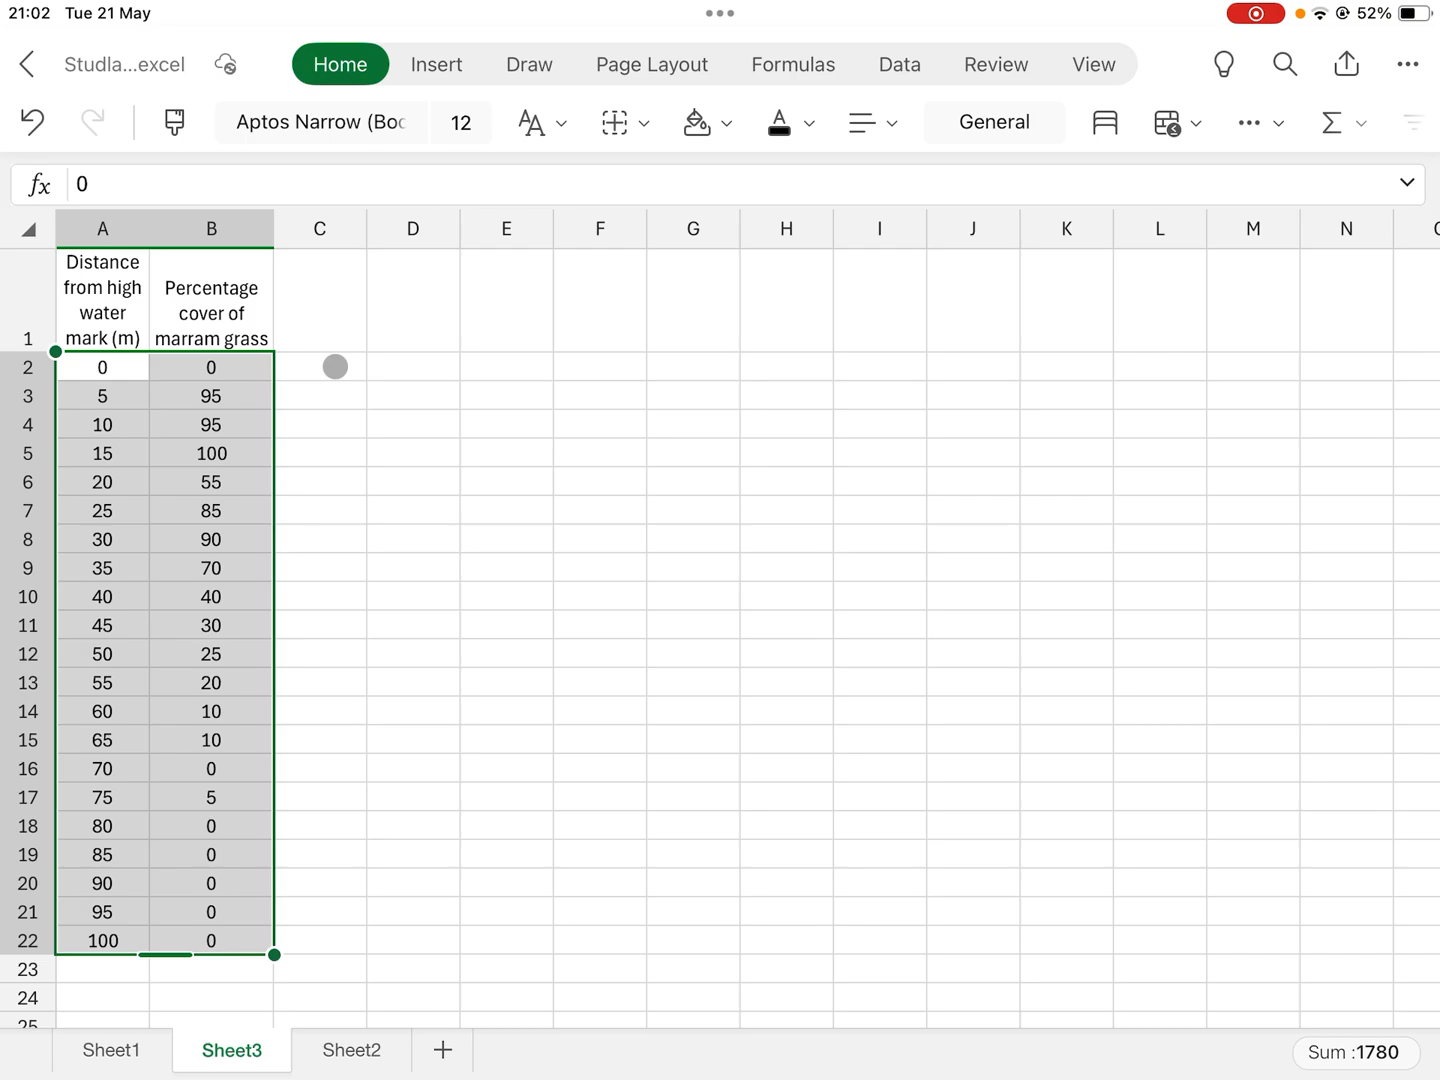 21:02 Tue 21 May
52%
Studla...excel
Home Insert Draw Page Layout Formulas Data Review View
Aptos Narrow (Boc 12 General
fx 0
A B C D E F G H I J K L M N
1 Distance from high water mark (m) Percentage cover of marram grass
2 0 0
3 5 95
4 10 95
5 15 100
6 20 55
7 25 85
8 30 90
9 35 70
10 40 40
11 45 30
12 50 25
13 55 20
14 60 10
15 65 10
16 70 0
17 75 5
18 80 0
19 85 0
20 90 0
21 95 0
22 100 0
23
24
25
Sheet1 Sheet3 Sheet2 +
Sum :1780